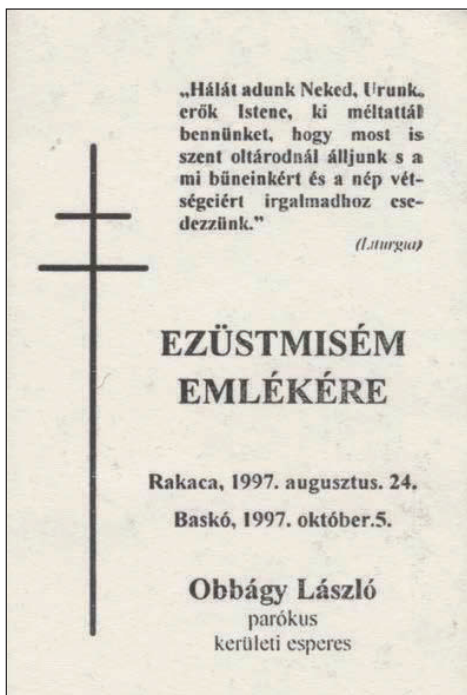 „Hálát adunk Neked, Urunk,
erők Istene, ki méltattál
bennünket, hogy most is
szent oltárodnál álljunk s a
mi bűneinkért és a nép vét-
ségeiért irgalmadhoz ese-
dezzünk.”
(Liturgia)
EZÜSTMISÉM
EMLÉKÉRE
Rakaca, 1997. augusztus. 24.
Baskó, 1997. október.5.
Obbágy László
parókus
kerületi esperes